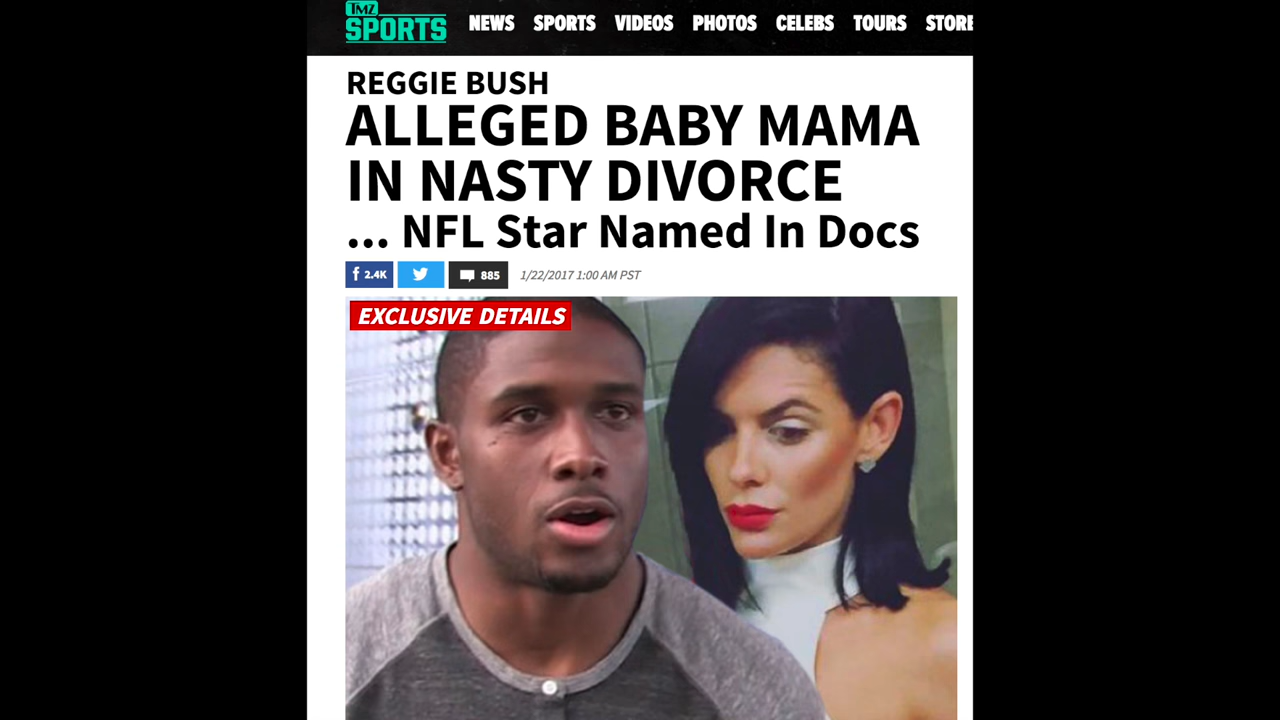 TMZ
SPORTS
NEWS SPORTS VIDEOS PHOTOS CELEBS TOURS STORE
REGGIE BUSH
ALLEGED BABY MAMA
IN NASTY DIVORCE
... NFL Star Named In Docs
f 2.4K
885
1/22/2017 1:00 AM PST
EXCLUSIVE DETAILS